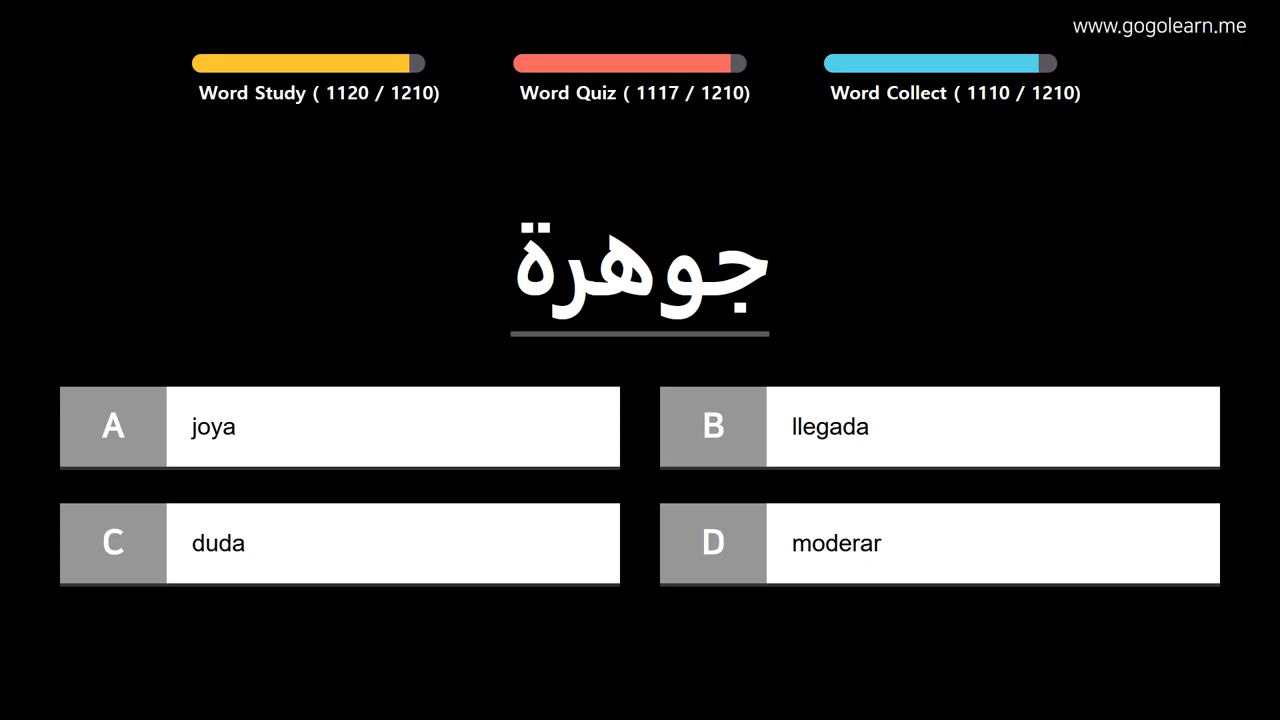 www.gogolearn.me
Word Study ( 1120 / 1210)
Word Quiz ( 1117 / 1210)
Word Collect ( 1110 / 1210)
جوهرة
A joya
B llegada
C duda
D moderar